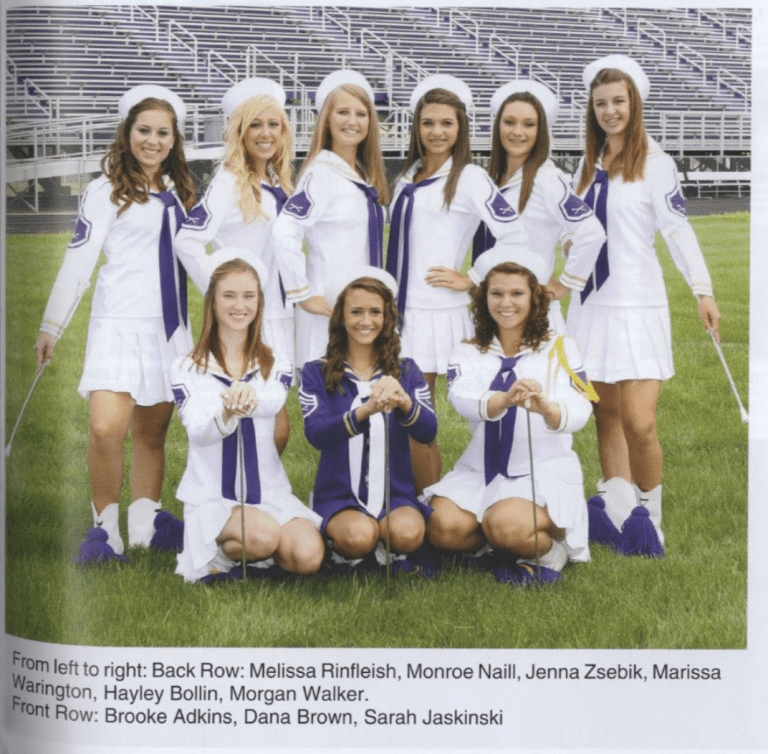 From left to right: Back Row: Melissa Rinfleish, Monroe Naill, Jenna Zsebik, Marissa
Warington, Hayley Bollin, Morgan Walker.
Front Row: Brooke Adkins, Dana Brown, Sarah Jaskinski